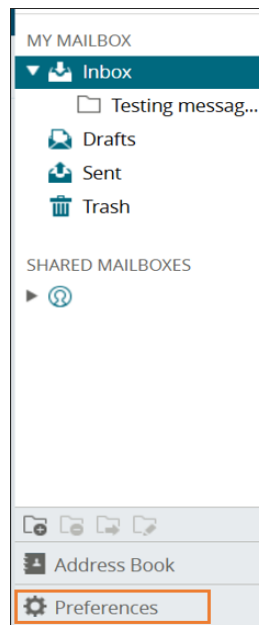 MY MAILBOX
Inbox
Testing messag...
Drafts
Sent
Trash
SHARED MAILBOXES
Address Book
Preferences